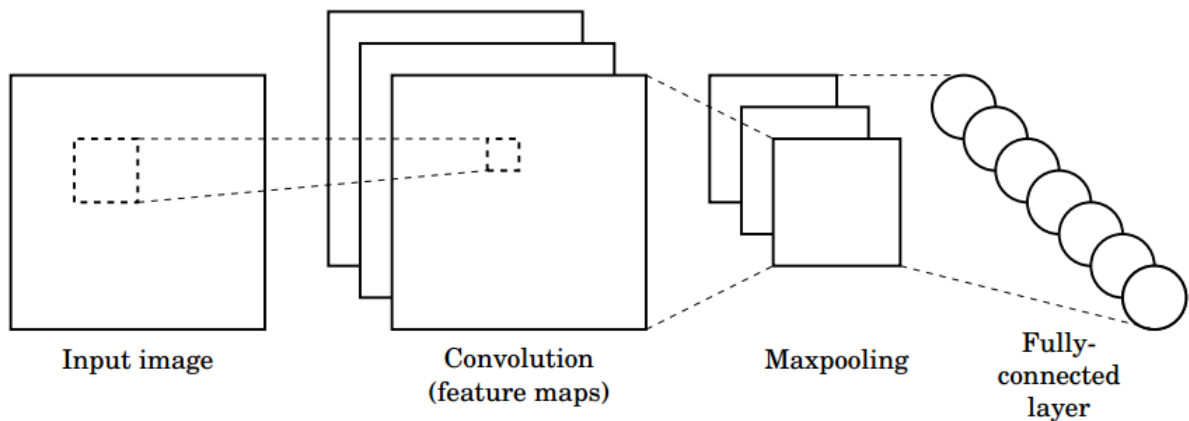 Input image
Convolution
(feature maps)
Maxpooling
Fully-
connected
layer